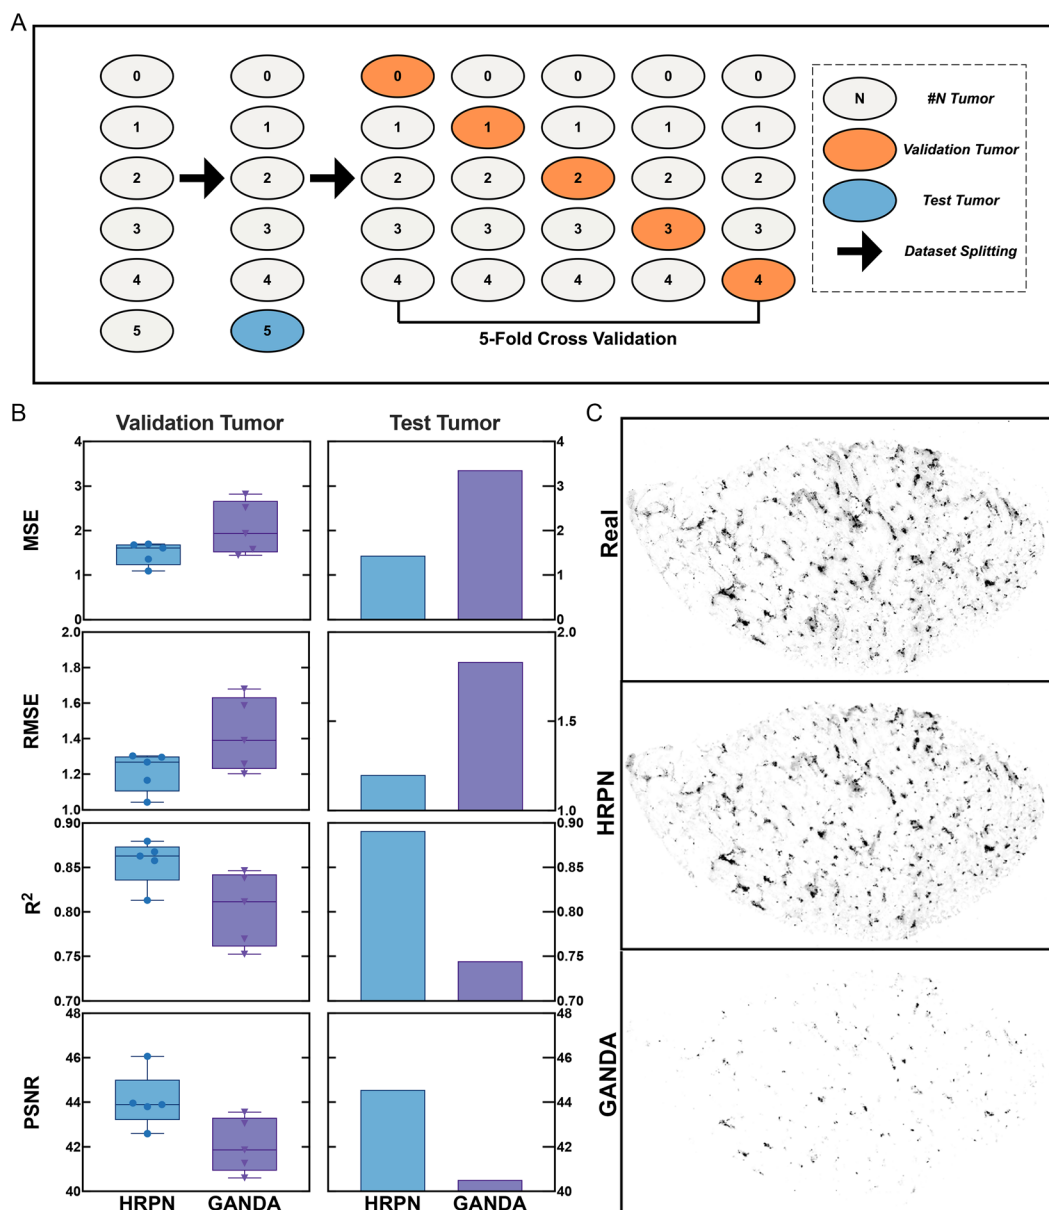 A
0 0 0 0 0 0 0
1 1 1 1 1 1 1
2 2 2 2 2 2 2
3 3 3 3 3 3 3
4 4 4 4 4 4 4
5 5
5-Fold Cross Validation
N #N Tumor
Validation Tumor
Test Tumor
Dataset Splitting
B
Validation Tumor Test Tumor
MSE
4 4
3 3
2 2
1 1
0 0
RMSE
2.0 2.0
1.8
1.6
1.5
1.4
1.2
1.0 1.0
R2
0.90 0.90
0.85 0.85
0.80 0.80
0.75 0.75
0.70 0.70
PSNR
48 48
46 46
44 44
42 42
40 40
HRPN GANDA HRPN GANDA
C
Real
HRPN
GANDA